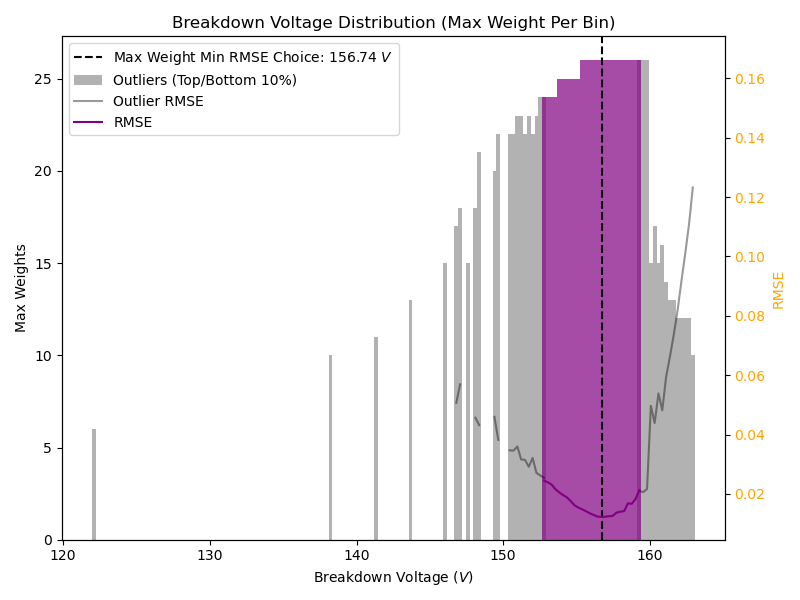 Breakdown Voltage Distribution (Max Weight Per Bin)
Max Weight Min RMSE Choice: 156.74 V
Outliers (Top/Bottom 10%)
Outlier RMSE
RMSE
Max Weights
25
20
15
10
5
0
120
130
140
150
160
Breakdown Voltage (V)
0.16
0.14
0.12
0.10
0.08
0.06
0.04
0.02
RMSE